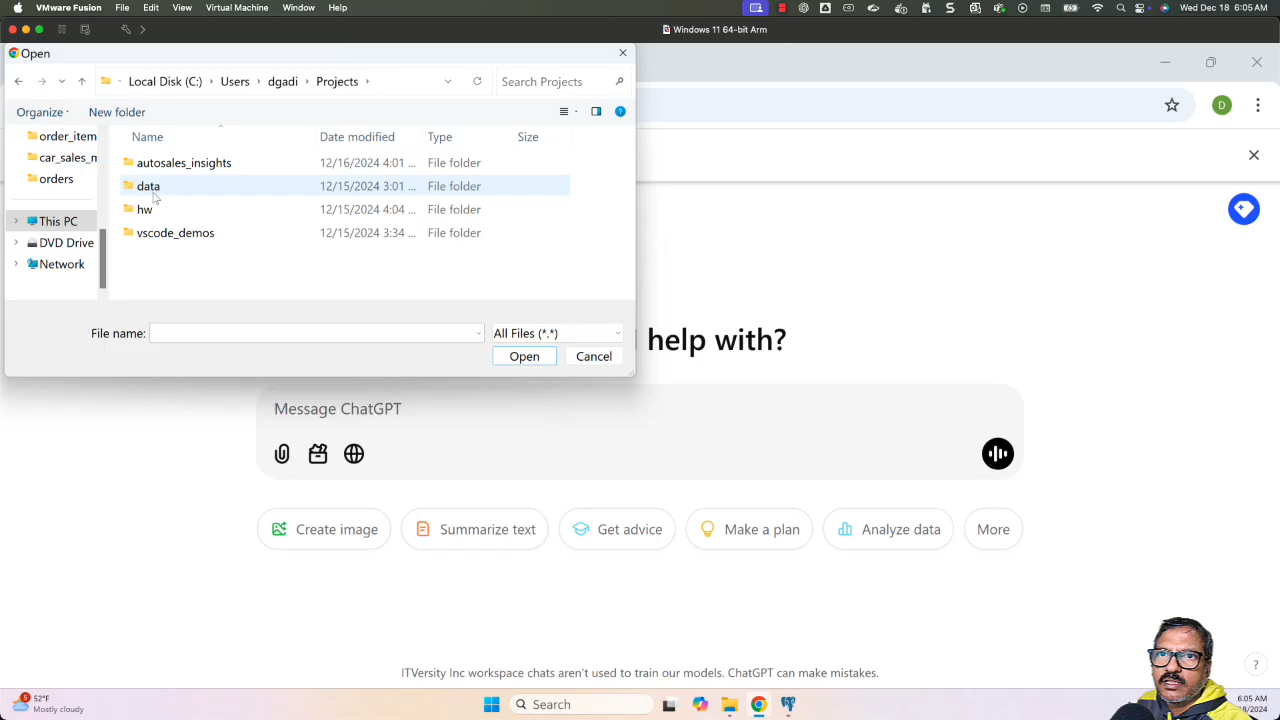 VMware Fusion File Edit View Virtual Machine Window Help Wed Dec 18 6:05 AM
Windows 11 64-bit Arm
Open
Local Disk (C:) Users dgadi Projects Search Projects
Organize New folder
Name Date modified Type Size
order_item
car_sales_m
orders
This PC
DVD Drive
Network
autosales_insights 12/16/2024 4:01 ... File folder
data 12/15/2024 3:01 ... File folder
hw 12/15/2024 4:04 ... File folder
vscode_demos 12/15/2024 3:34 ... File folder
File name: All Files (*.*)
Open Cancel
D
help with?
Message ChatGPT
Create image Summarize text Get advice Make a plan Analyze data More
ITVersity Inc workspace chats aren't used to train our models. ChatGPT can make mistakes.
?
5 52°F
Mostly cloudy
Search
6:05 AM
8/2024